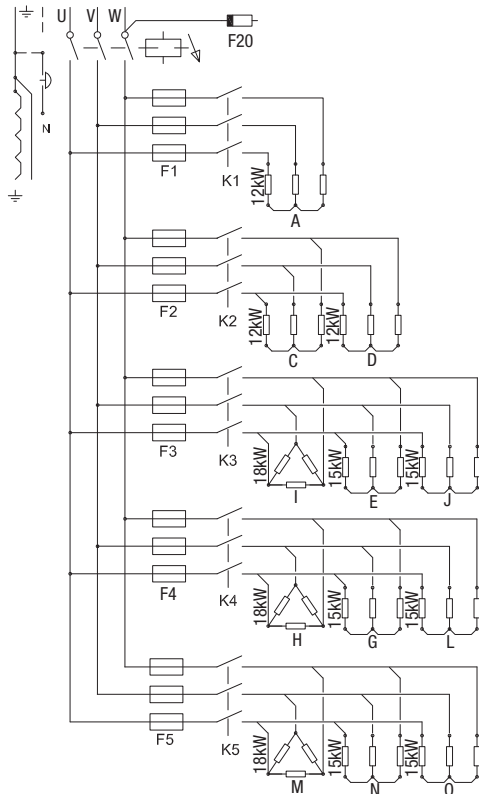 U V W
F20
N
F1 K1 12kW
A
F2 K2 12kW 12kW
C D
F3 K3 18kW 15kW 15kW
I E J
F4 K4 18kW 15kW 15kW
H G L
F5 K5 18kW 15kW 15kW
M N O